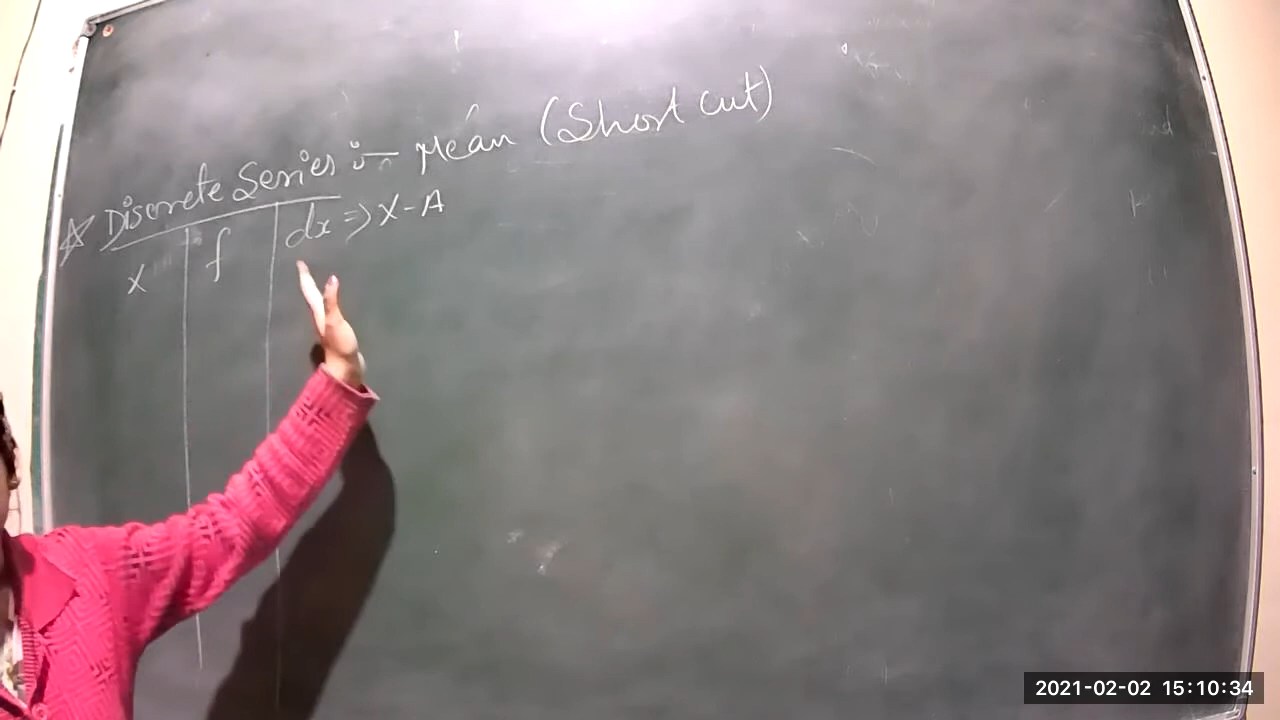 ☆ Discrete Series :- Mean (Short cut)
X f dx => X-A
2021-02-02 15:10:34